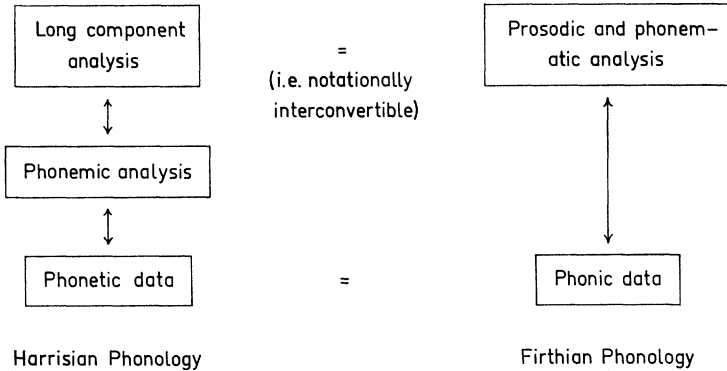 Long component
analysis
=
(i.e. notationally
interconvertible)
Prosodic and phonem-
atic analysis
Phonemic analysis
Phonetic data
=
Phonic data
Harrisian Phonology
Firthian Phonology